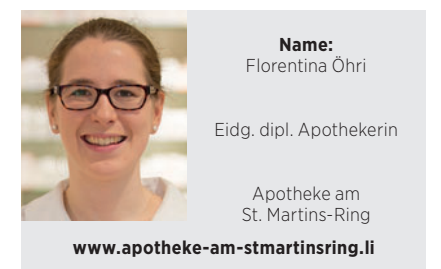 Name:
Florentina Öhri
Eidg. dipl. Apothekerin
Apotheke am
St. Martins-Ring
www.apotheke-am-stmartinsring.li